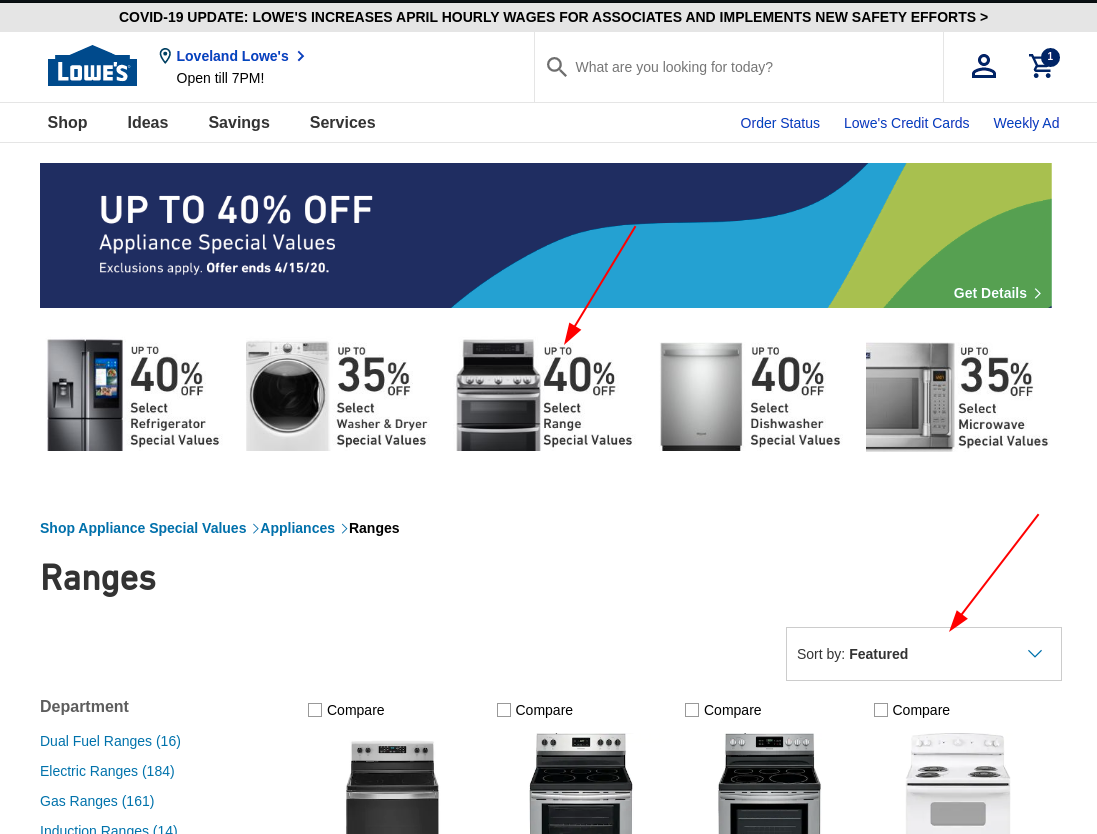 COVID-19 UPDATE: LOWE'S INCREASES APRIL HOURLY WAGES FOR ASSOCIATES AND IMPLEMENTS NEW SAFETY EFFORTS >
LOWE'S
Loveland Lowe's
Open till 7PM!
What are you looking for today?
1
Shop Ideas Savings Services
Order Status Lowe's Credit Cards Weekly Ad
UP TO 40% OFF
Appliance Special Values
Exclusions apply. Offer ends 4/15/20.
Get Details
UP TO
40% OFF
Select
Refrigerator
Special Values
UP TO
35% OFF
Select
Washer & Dryer
Special Values
UP TO
40% OFF
Select
Range
Special Values
UP TO
40% OFF
Select
Dishwasher
Special Values
UP TO
35% OFF
Select
Microwave
Special Values
Shop Appliance Special Values Appliances Ranges
Ranges
Sort by: Featured
Department
Dual Fuel Ranges (16)
Electric Ranges (184)
Gas Ranges (161)
Induction Ranges (14)
Compare Compare Compare Compare